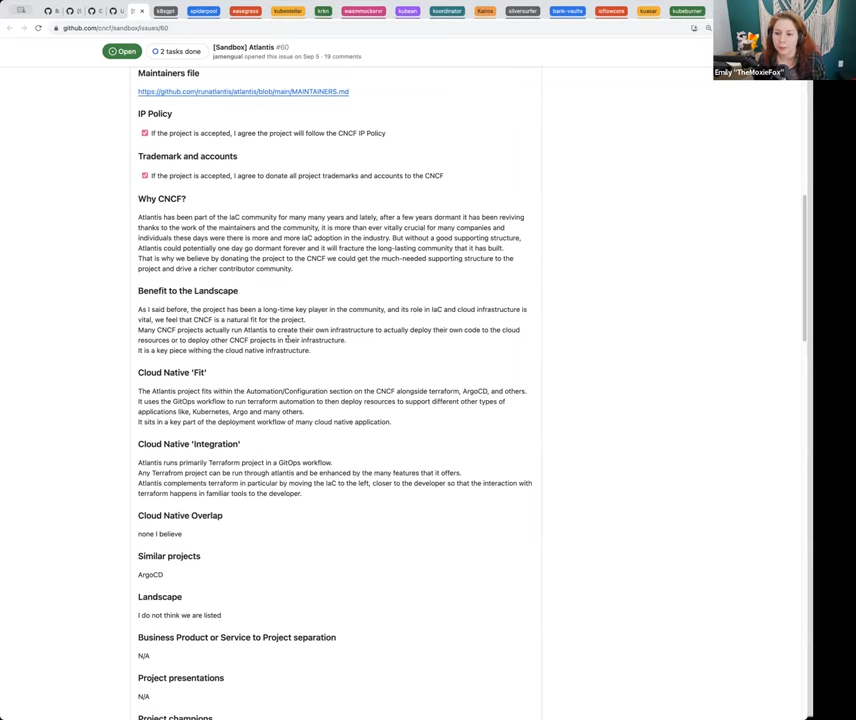 k8sgpt
spiderpool
easegress
kubestellar
krkn
wasmmocksrvr
kubean
koordinator
Kairos
silversurfer
bank-vaults
loflowcore
kuasar
kubeburner
github.com/cncf/sandbox/issues/60
Open
2 tasks done
[Sandbox] Atlantis #60
jamengual opened this issue on Sep 5 · 19 comments
Emily "TheMoxieFox"
Maintainers file
https://github.com/runatlantis/atlantis/blob/main/MAINTAINERS.md
IP Policy
If the project is accepted, I agree the project will follow the CNCF IP Policy
Trademark and accounts
If the project is accepted, I agree to donate all project trademarks and accounts to the CNCF
Why CNCF?
Atlantis has been part of the IaC community for many many years and lately, after a few years dormant it has been reviving
thanks to the work of the maintainers and the community, it is more than ever vitally crucial for many companies and
individuals these days were there is more and more IaC adoption in the industry. But without a good supporting structure,
Atlantis could potentially one day go dormant forever and it will fracture the long-lasting community that it has built.
That is why we believe by donating the project to the CNCF we could get the much-needed supporting structure to the
project and drive a richer contributor community.
Benefit to the Landscape
As I said before, the project has been a long-time key player in the community, and its role in IaC and cloud infrastructure is
vital, we feel that CNCF is a natural fit for the project.
Many CNCF projects actually run Atlantis to create their own infrastructure to actually deploy their own code to the cloud
resources or to deploy other CNCF projects in their infrastructure.
It is a key piece withing the cloud native infrastructure.
Cloud Native 'Fit'
The Atlantis project fits within the Automation/Configuration section on the CNCF alongside terraform, ArgoCD, and others.
It uses the GitOps workflow to run terraform automation to then deploy resources to support different other types of
applications like, Kubernetes, Argo and many others.
It sits in a key part of the deployment workflow of many cloud native application.
Cloud Native 'Integration'
Atlantis runs primarily Terraform project in a GitOps workflow.
Any Terrafrom project can be run through atlantis and be enhanced by the many features that it offers.
Atlantis complements terraform in particular by moving the IaC to the left, closer to the developer so that the interaction with
terraform happens in familiar tools to the developer.
Cloud Native Overlap
none I believe
Similar projects
ArgoCD
Landscape
I do not think we are listed
Business Product or Service to Project separation
N/A
Project presentations
N/A
Project champions